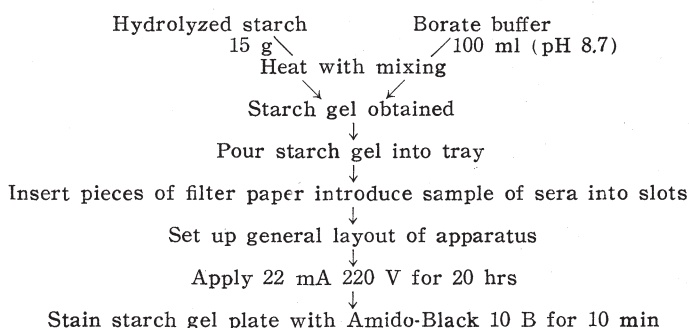 Hydrolyzed starch Borate buffer
15 g 100 ml (pH 8,7)
Heat with mixing
Starch gel obtained
Pour starch gel into tray
Insert pieces of filter paper introduce sample of sera into slots
Set up general layout of apparatus
Apply 22 mA 220 V for 20 hrs
Stain starch gel plate with Amido-Black 10 B for 10 min